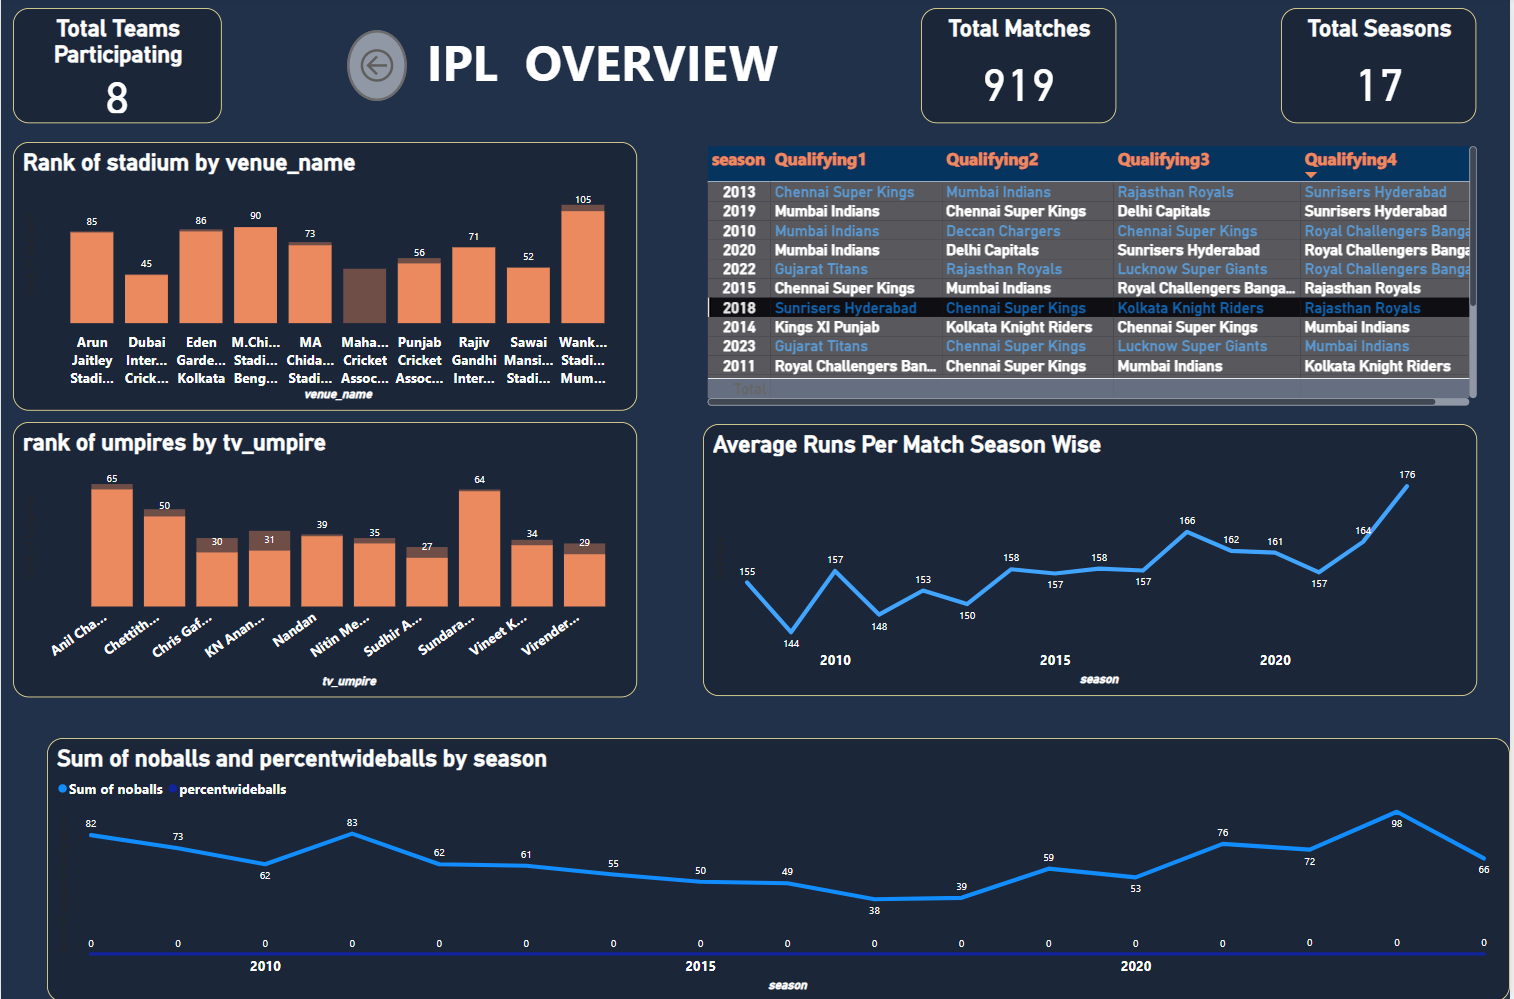 Total Teams
Participating
8
IPL OVERVIEW
Total Matches
919
Total Seasons
17
Rank of stadium by venue_name
85
45
86
90
73
56
71
52
105
Arun Jaitley Stadi...
Dubai Inter... Crick...
Eden Garde... Kolkata
M.Chi... Stadi... Beng...
MA Chida... Stadi...
Maha... Cricket Assoc...
Punjab Cricket Assoc...
Rajiv Gandhi Inter...
Sawai Mansi... Stadi...
Wank... Stadi... Mum...
venue_name
season Qualifying1 Qualifying2 Qualifying3 Qualifying4
2013 Chennai Super Kings Mumbai Indians Rajasthan Royals Sunrisers Hyderabad
2019 Mumbai Indians Chennai Super Kings Delhi Capitals Sunrisers Hyderabad
2010 Mumbai Indians Deccan Chargers Chennai Super Kings Royal Challengers Banga
2020 Mumbai Indians Delhi Capitals Sunrisers Hyderabad Royal Challengers Banga
2022 Gujarat Titans Rajasthan Royals Lucknow Super Giants Royal Challengers Banga
2015 Chennai Super Kings Mumbai Indians Royal Challengers Banga... Rajasthan Royals
2018 Sunrisers Hyderabad Chennai Super Kings Kolkata Knight Riders Rajasthan Royals
2014 Kings XI Punjab Kolkata Knight Riders Chennai Super Kings Mumbai Indians
2023 Gujarat Titans Chennai Super Kings Lucknow Super Giants Mumbai Indians
2011 Royal Challengers Ban... Chennai Super Kings Mumbai Indians Kolkata Knight Riders
Total
rank of umpires by tv_umpire
65
50
30
31
39
35
27
64
34
29
Anil Cha...
Chettith...
Chris Gaf...
KN Anan...
Nandan
Nitin Me...
Sudhir A...
Sundara...
Vineet K...
Virender...
tv_umpire
Average Runs Per Match Season Wise
155
144
157
148
153
150
158
157
158
157
166
162
161
157
164
176
2010 2015 2020
season
Sum of noballs and percentwideballs by season
Sum of noballs percentwideballs
82
73
62
83
62
61
55
50
49
38
39
59
53
76
72
98
66
0 0 0 0 0 0 0 0 0 0 0 0 0 0 0 0 0
2010 2015 2020
season